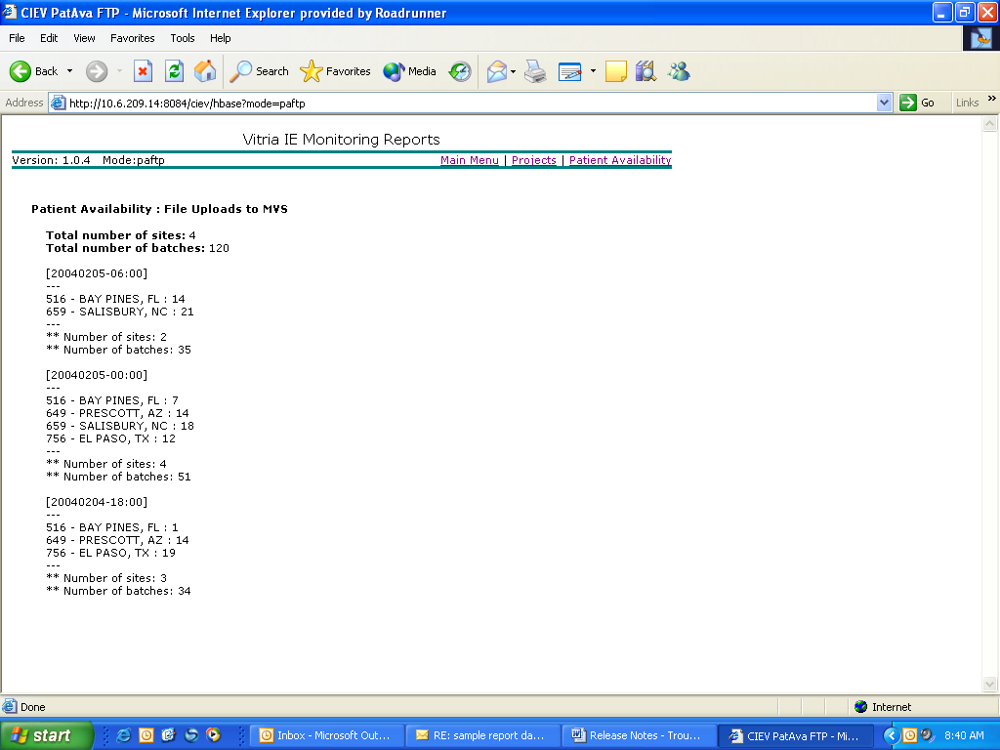 CIEV PatAva FTP - Microsoft Internet Explorer provided by Roadrunner
File Edit View Favorites Tools Help
Back Search Favorites Media
Address http://10.6.209.14:8084/ciev/hbase?mode=paftp Go Links »
Vitria IE Monitoring Reports
Version: 1.0.4 Mode:paftp Main Menu | Projects | Patient Availability
Patient Availability : File Uploads to MVS
Total number of sites: 4
Total number of batches: 120
[20040205-06:00]
---
516 - BAY PINES, FL : 14
659 - SALISBURY, NC : 21
---
** Number of sites: 2
** Number of batches: 35
[20040205-00:00]
---
516 - BAY PINES, FL : 7
649 - PRESCOTT, AZ : 14
659 - SALISBURY, NC : 18
756 - EL PASO, TX : 12
---
** Number of sites: 4
** Number of batches: 51
[20040204-18:00]
---
516 - BAY PINES, FL : 1
649 - PRESCOTT, AZ : 14
756 - EL PASO, TX : 19
---
** Number of sites: 3
** Number of batches: 34
Done Internet
start Inbox - Microsoft Out... RE: sample report da... Release Notes - Trou... CIEV PatAva FTP - Mi... 8:40 AM